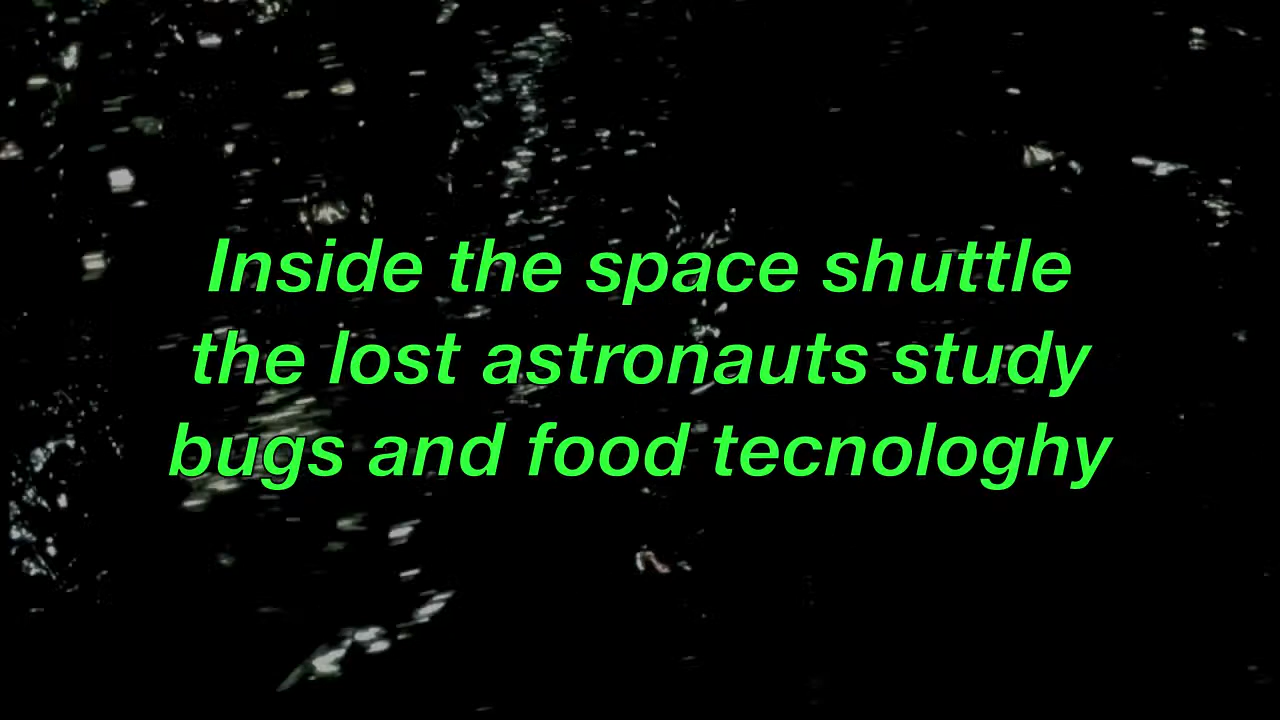 Inside the space shuttle
the lost astronauts study
bugs and food tecnologhy